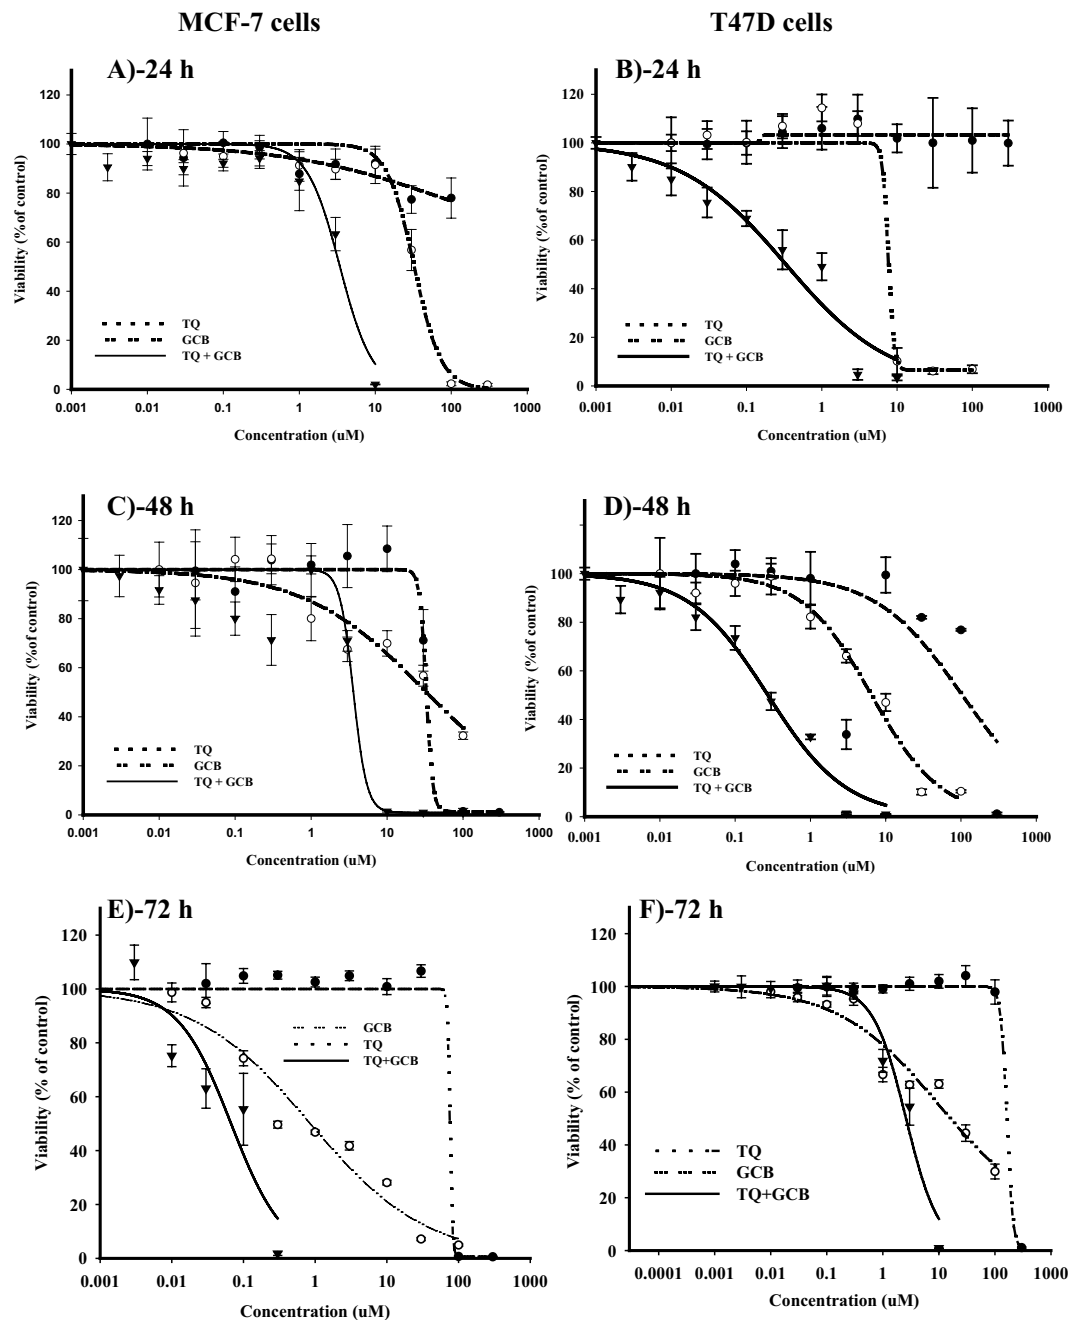 MCF-7 cells
T47D cells
A)-24 h
Viability (%of control)
120
100
80
60
40
20
0
TQ
GCB
TQ + GCB
0.001 0.01 0.1 1 10 100 1000
Concentration (uM)
B)-24 h
Viability (%of control)
120
100
80
60
40
20
0
TQ
GCB
TQ + GCB
0.001 0.01 0.1 1 10 100 1000
Concentration (uM)
C)-48 h
Viability (%of control)
120
100
80
60
40
20
0
TQ
GCB
TQ + GCB
0.001 0.01 0.1 1 10 100 1000
Concentration (uM)
D)-48 h
Viability (%of control)
100
80
60
40
20
0
TQ
GCB
TQ + GCB
0.001 0.01 0.1 1 10 100 1000
Concentration (uM)
E)-72 h
Viability (% of control)
120
100
80
60
40
20
0
GCB
TQ
TQ+GCB
0.001 0.01 0.1 1 10 100 1000
Concentration (uM)
F)-72 h
Viability (% of control)
120
100
80
60
40
20
0
TQ
GCB
TQ+GCB
0.0001 0.001 0.01 0.1 1 10 100 1000
Concentration (uM)